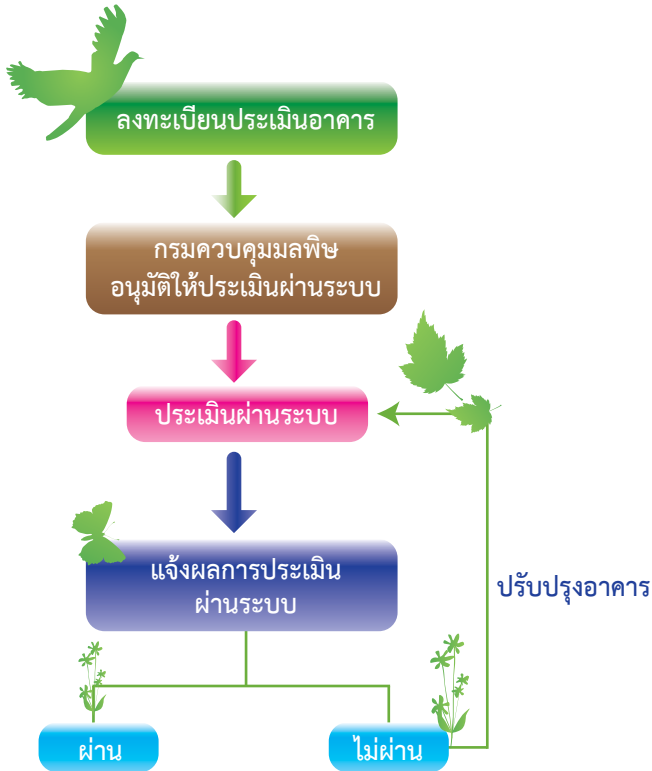 ลงทะเบียนประเมินอาคาร
กรมควบคุมมลพิษ
อนุมัติให้ประเมินผ่านระบบ
ประเมินผ่านระบบ
แจ้งผลการประเมิน
ผ่านระบบ
ปรับปรุงอาคาร
ผ่าน
ไม่ผ่าน